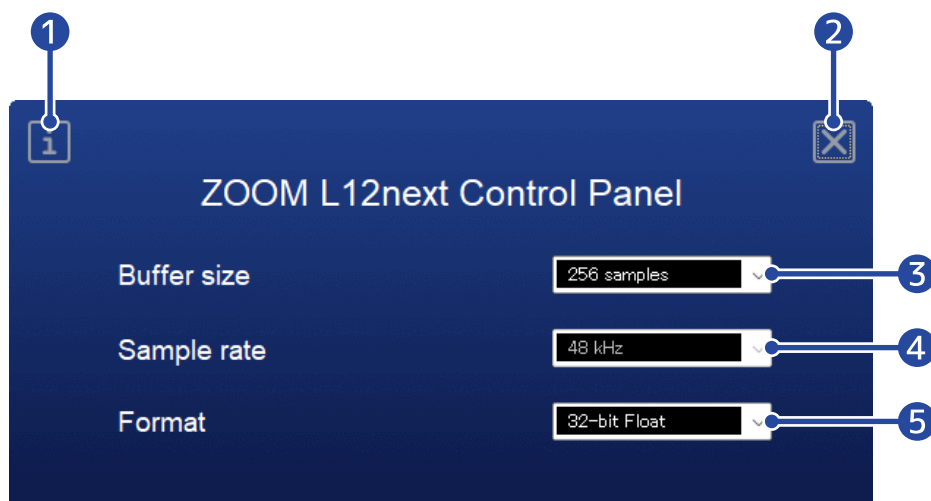 1
2
i
ZOOM L12next Control Panel
Buffer size 256 samples 3
Sample rate 48 kHz 4
Format 32-bit Float 5